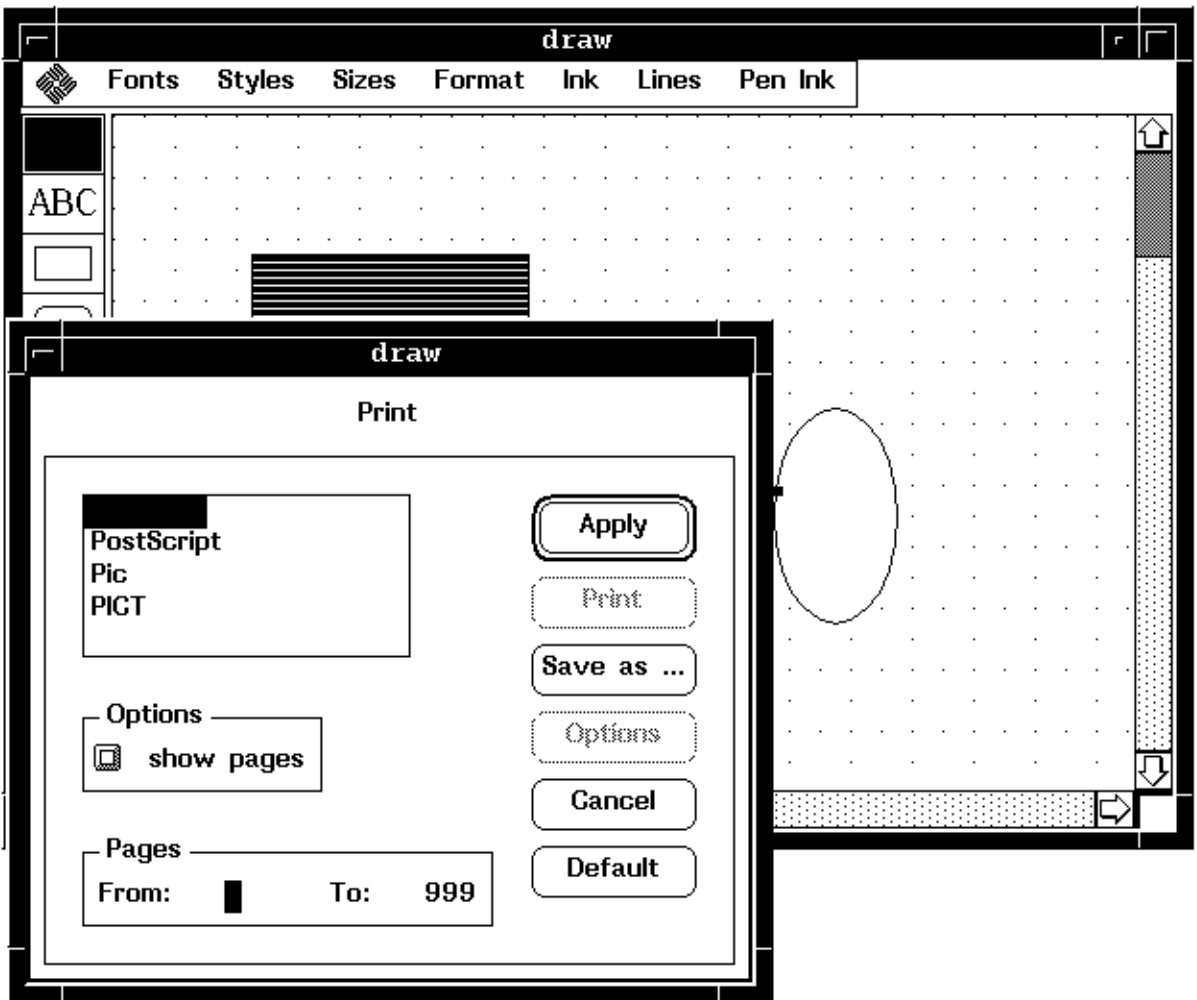 draw
Fonts Styles Sizes Format Ink Lines Pen Ink
ABC
draw
Print
PostScript
Pic
PICT
Apply
Print
Save as ...
Options
Cancel
Default
Options
show pages
Pages
From: To: 999